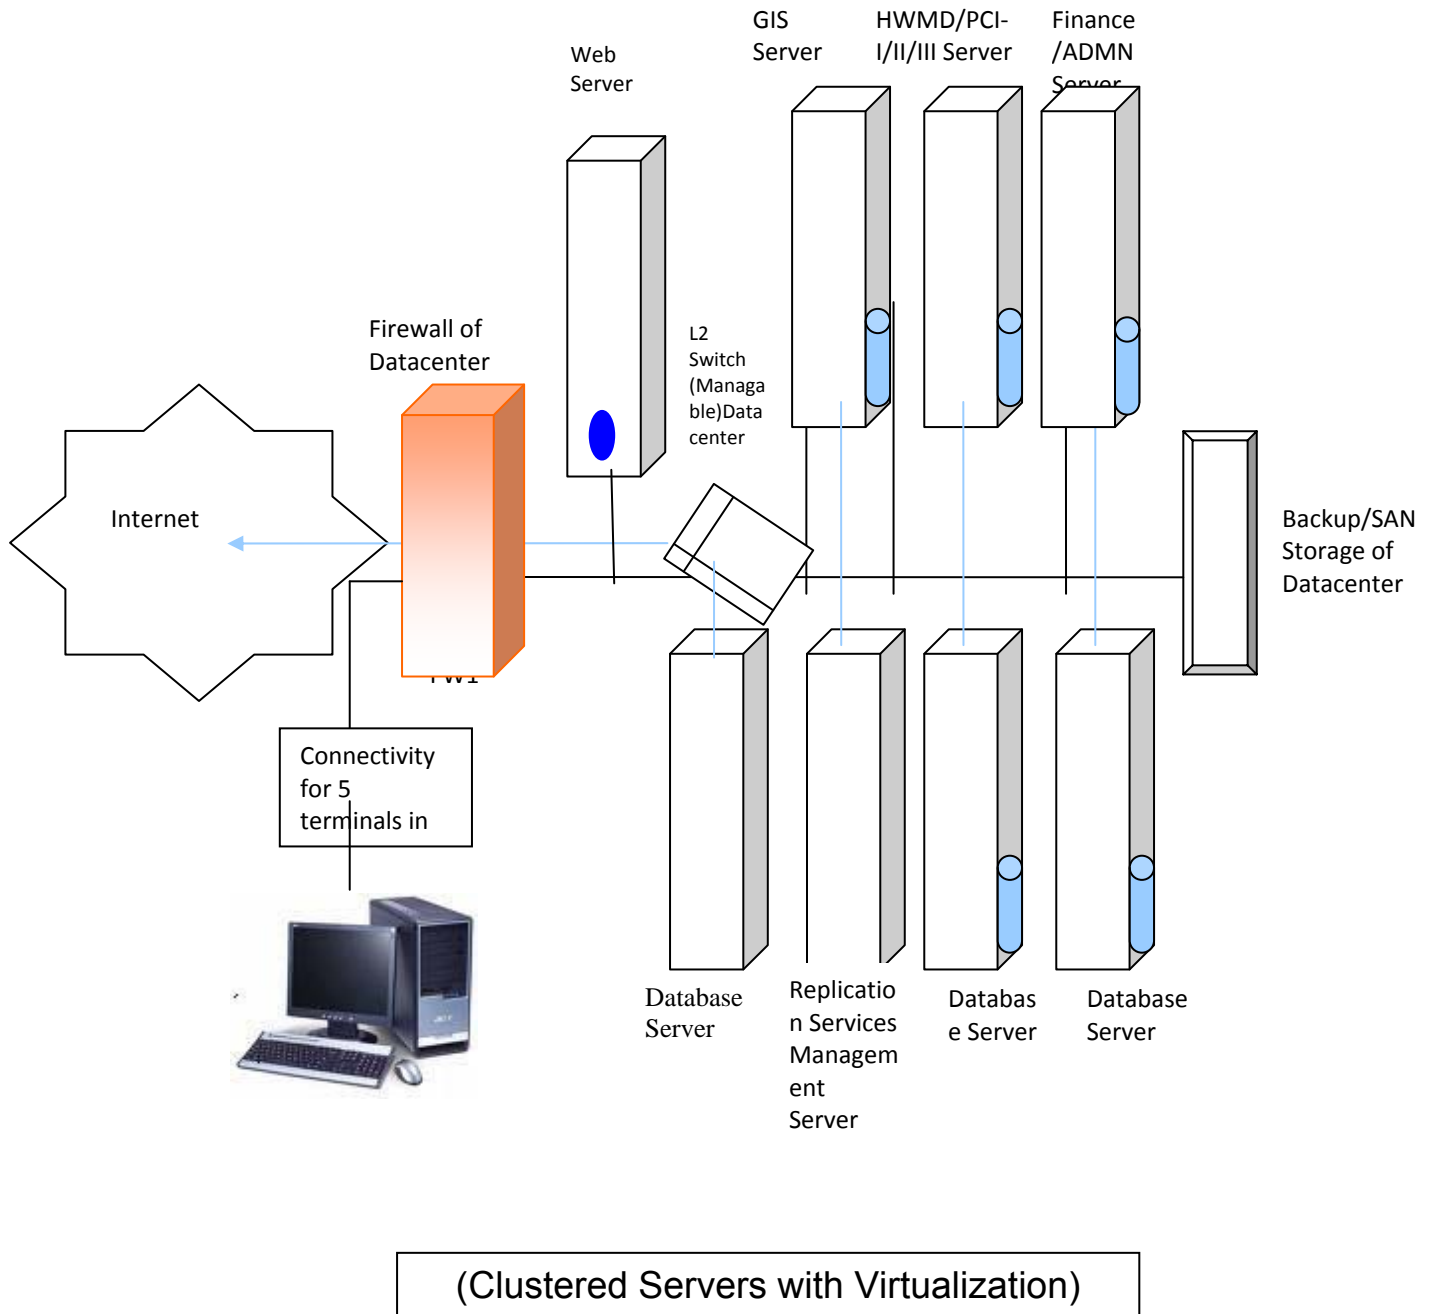 GIS
Server
HWMD/PCI-
I/II/III Server
Finance
/ADMN
Server
Web
Server
Firewall of
Datacenter
L2
Switch
(Managa
ble)Data
center
Internet
Backup/SAN
Storage of
Datacenter
FW1
Connectivity
for 5
terminals in
Database
Server
Replicatio
n Services
Managem
ent
Server
Databas
e Server
Database
Server
(Clustered Servers with Virtualization)